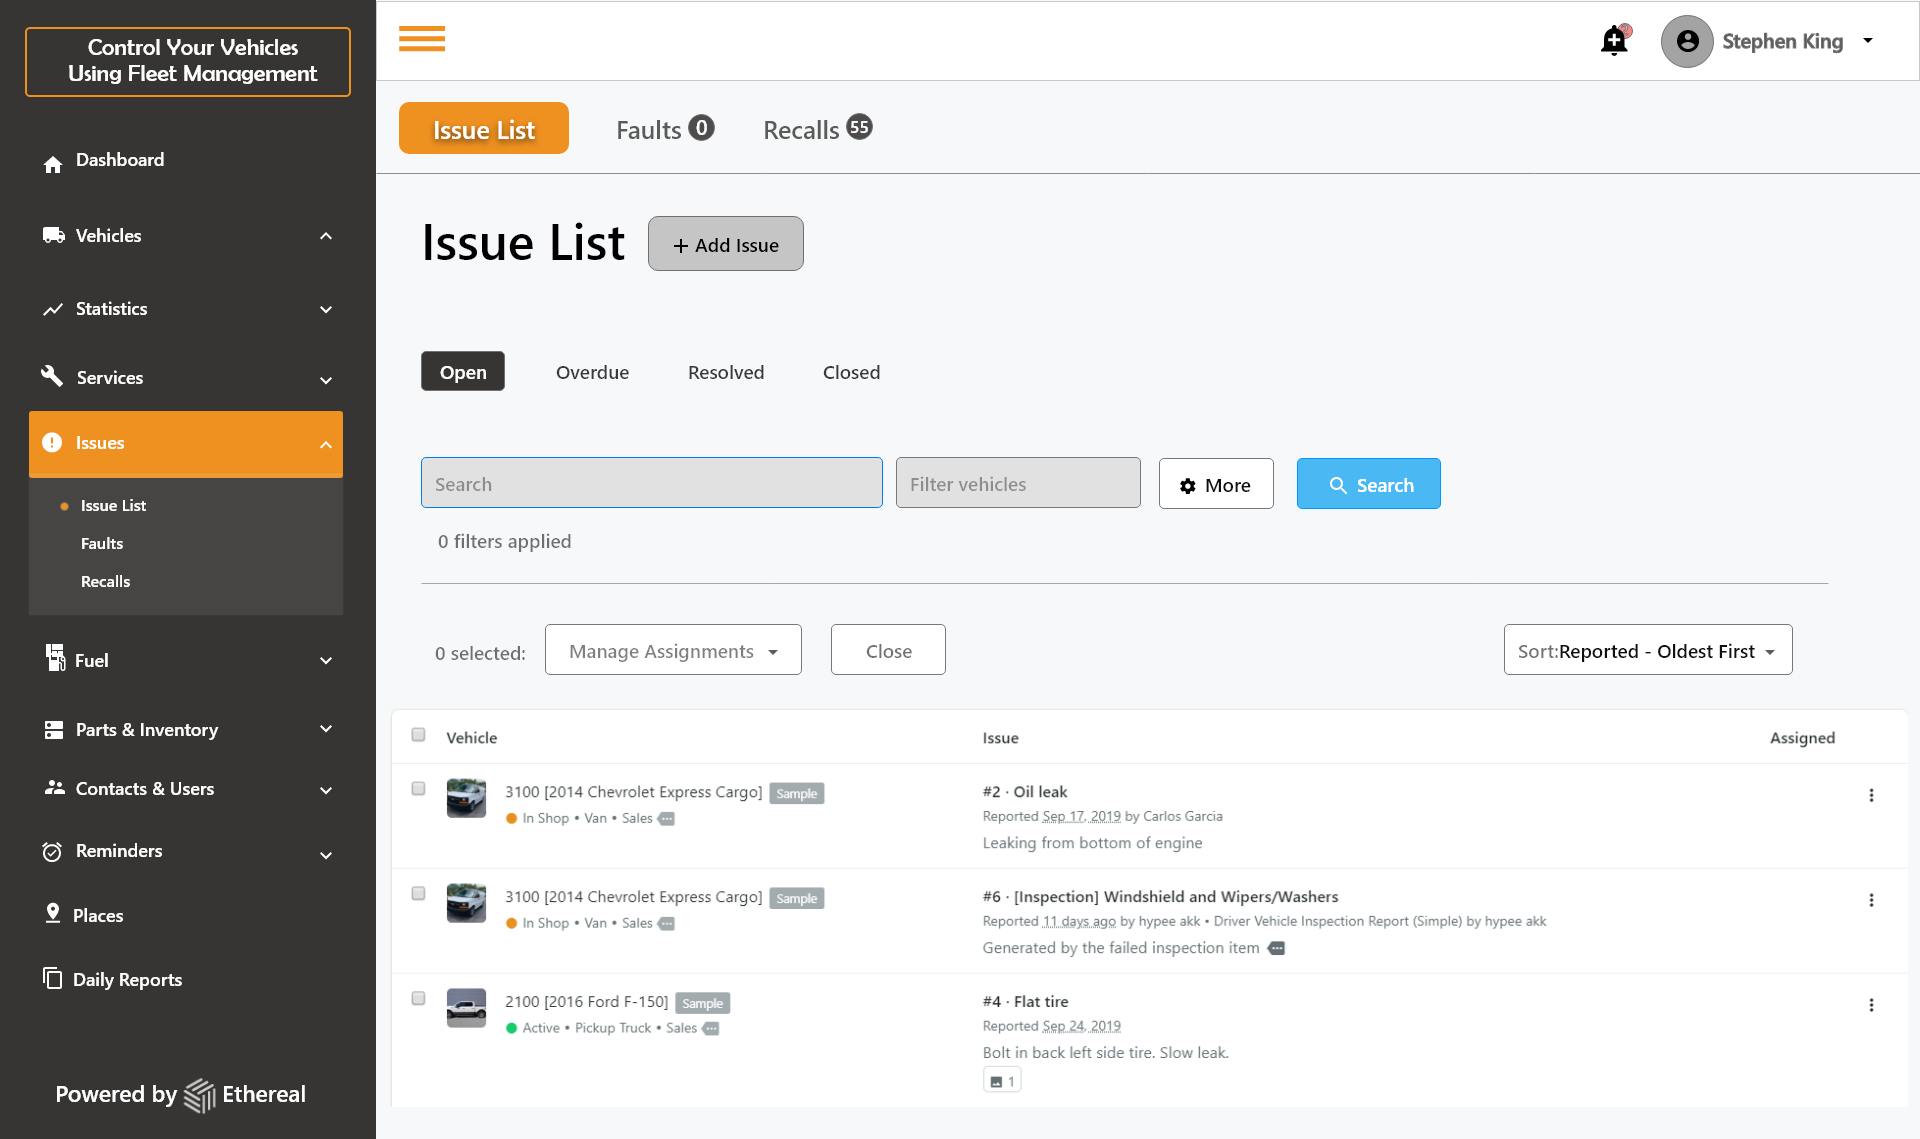 Control Your Vehicles
Using Fleet Management
Dashboard
Vehicles
Statistics
Services
Issues
Issue List
Faults
Recalls
Fuel
Parts & Inventory
Contacts & Users
Reminders
Places
Daily Reports
Powered by Ethereal
Stephen King
Issue List
Faults 0
Recalls 55
Issue List
+ Add Issue
Open
Overdue
Resolved
Closed
Search
Filter vehicles
More
Search
0 filters applied
0 selected:
Manage Assignments
Close
Sort:Reported - Oldest First
Vehicle
Issue
Assigned
3100 [2014 Chevrolet Express Cargo] Sample
In Shop • Van • Sales
#2 · Oil leak
Reported Sep 17, 2019 by Carlos Garcia
Leaking from bottom of engine
3100 [2014 Chevrolet Express Cargo] Sample
In Shop • Van • Sales
#6 · [Inspection] Windshield and Wipers/Washers
Reported 11 days ago by hypee akk • Driver Vehicle Inspection Report (Simple) by hypee akk
Generated by the failed inspection item
2100 [2016 Ford F-150] Sample
Active • Pickup Truck • Sales
#4 · Flat tire
Reported Sep 24, 2019
Bolt in back left side tire. Slow leak.
1